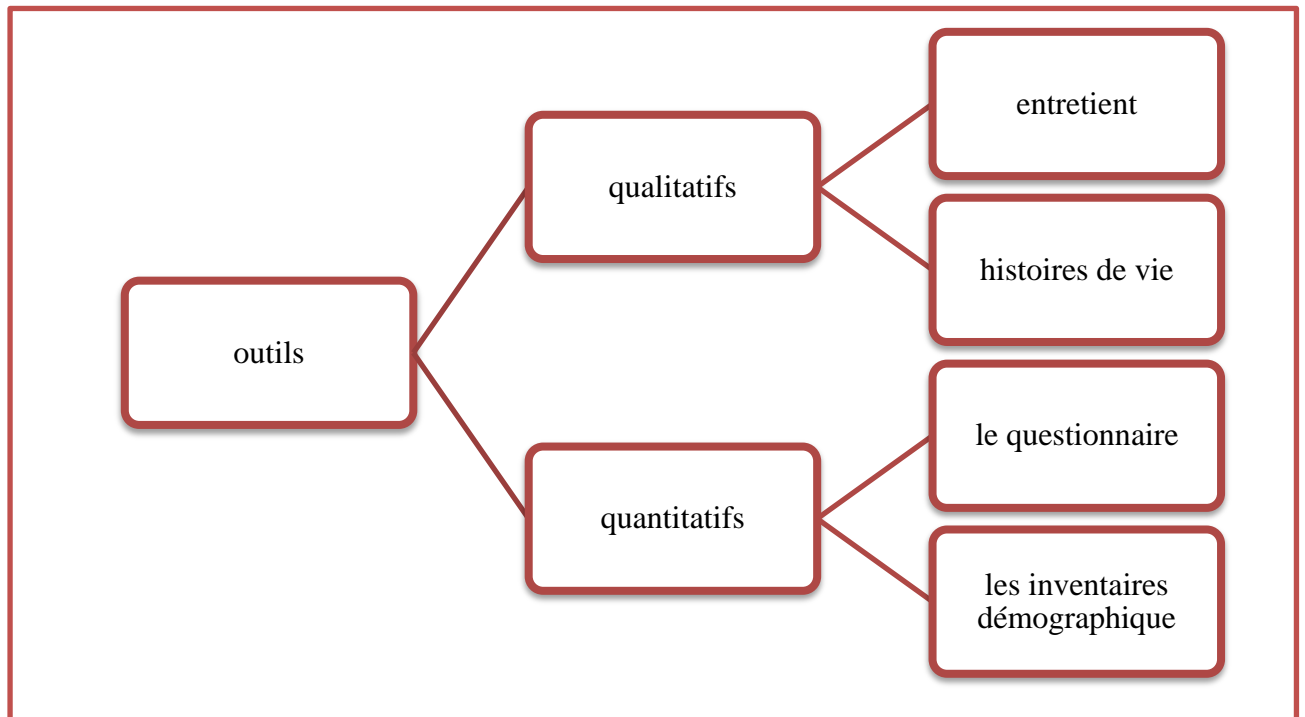 outils
qualitatifs
entretient
histoires de vie
quantitatifs
le questionnaire
les inventaires
démographique